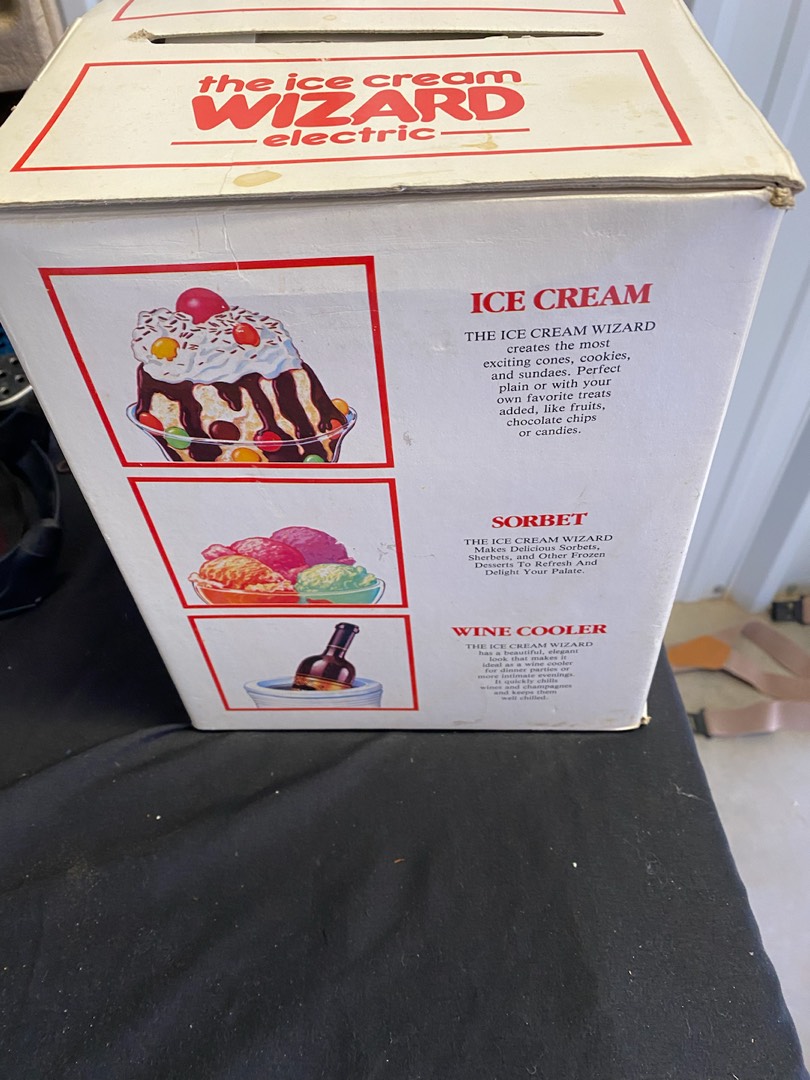 the ice cream
WIZARD
electric
ICE CREAM
THE ICE CREAM WIZARD
creates the most
exciting cones, cookies,
and sundaes. Perfect
plain or with your
own favorite treats
added, like fruits,
chocolate chips
or candies.
SORBET
THE ICE CREAM WIZARD
Makes Delicious Sorbets,
Sherbets, and Other Frozen
Desserts To Refresh And
Delight Your Palate.
WINE COOLER
THE ICE CREAM WIZARD
has a beautiful, elegant
look that makes it
ideal as a wine cooler
for dinner parties or
more intimate evenings.
It quickly chills
wines and champagnes
and keeps them
well chilled.